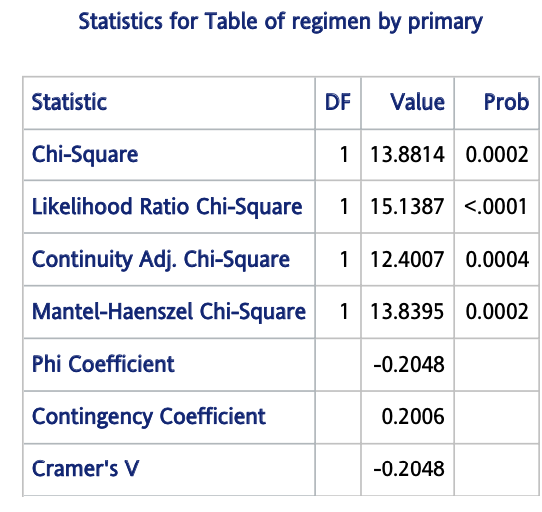 Statistics for Table of regimen by primary
Statistic DF Value Prob
Chi-Square 1 13.8814 0.0002
Likelihood Ratio Chi-Square 1 15.1387 <.0001
Continuity Adj. Chi-Square 1 12.4007 0.0004
Mantel-Haenszel Chi-Square 1 13.8395 0.0002
Phi Coefficient -0.2048
Contingency Coefficient 0.2006
Cramer's V -0.2048